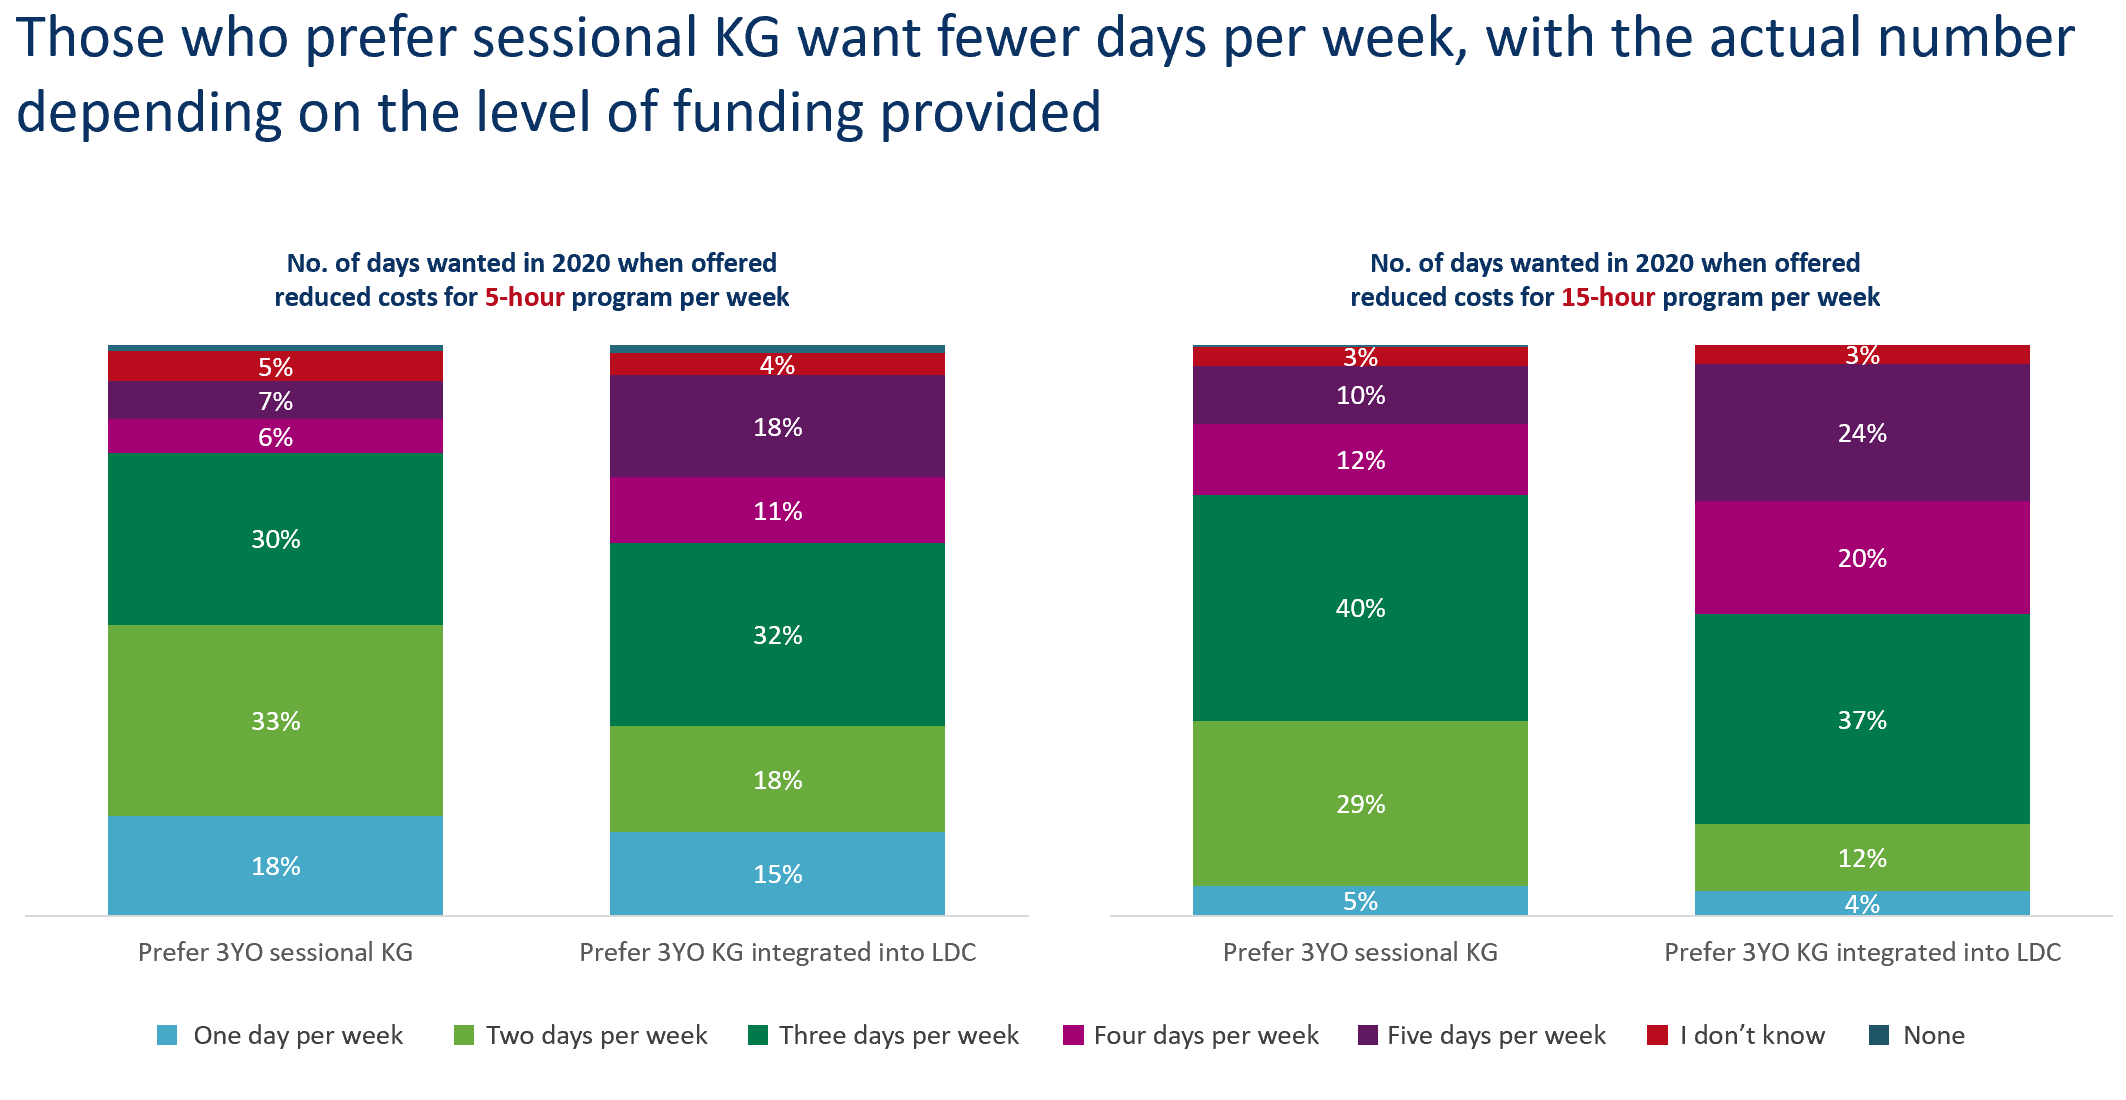 Those who prefer sessional KG want fewer days per week, with the actual number
depending on the level of funding provided
No. of days wanted in 2020 when offered
reduced costs for 5-hour program per week
5%
7%
6%
30%
33%
18%
4%
18%
11%
32%
18%
15%
Prefer 3YO sessional KG
Prefer 3YO KG integrated into LDC
No. of days wanted in 2020 when offered
reduced costs for 15-hour program per week
3%
10%
12%
40%
29%
5%
3%
24%
20%
37%
12%
4%
Prefer 3YO sessional KG
Prefer 3YO KG integrated into LDC
One day per week
Two days per week
Three days per week
Four days per week
Five days per week
I don’t know
None